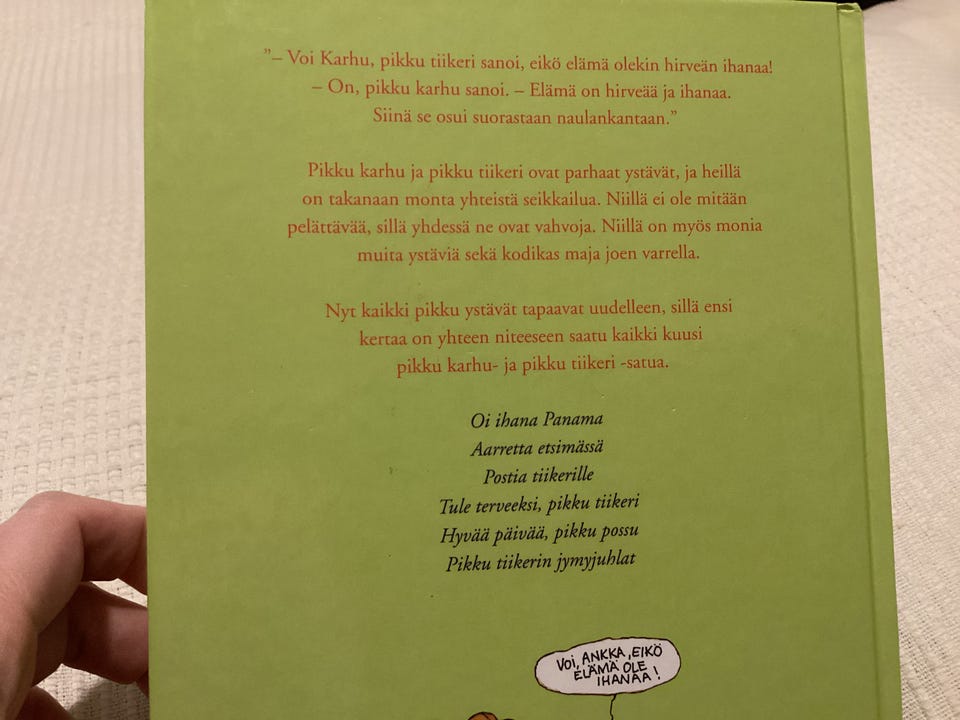 ”– Voi Karhu, pikku tiikeri sanoi, eikö elämä olekin hirveän ihanaa!
– On, pikku karhu sanoi. – Elämä on hirveää ja ihanaa.
Siinä se osui suorastaan naulankantaan.”
Pikku karhu ja pikku tiikeri ovat parhaat ystävät, ja heillä
on takanaan monta yhteistä seikkailua. Niillä ei ole mitään
pelättävää, sillä yhdessä ne ovat vahvoja. Niillä on myös monia
muita ystäviä sekä kodikas maja joen varrella.
Nyt kaikki pikku ystävät tapaavat uudelleen, sillä ensi
kertaa on yhteen niteeseen saatu kaikki kuusi
pikku karhu- ja pikku tiikeri -satua.
Oi ihana Panama
Aarretta etsimässä
Postia tiikerille
Tule terveeksi, pikku tiikeri
Hyvää päivää, pikku possu
Pikku tiikerin jymyjuhlat
VOI, ANKKA, EIKÖ
ELÄMÄ OLE
IHANAA!